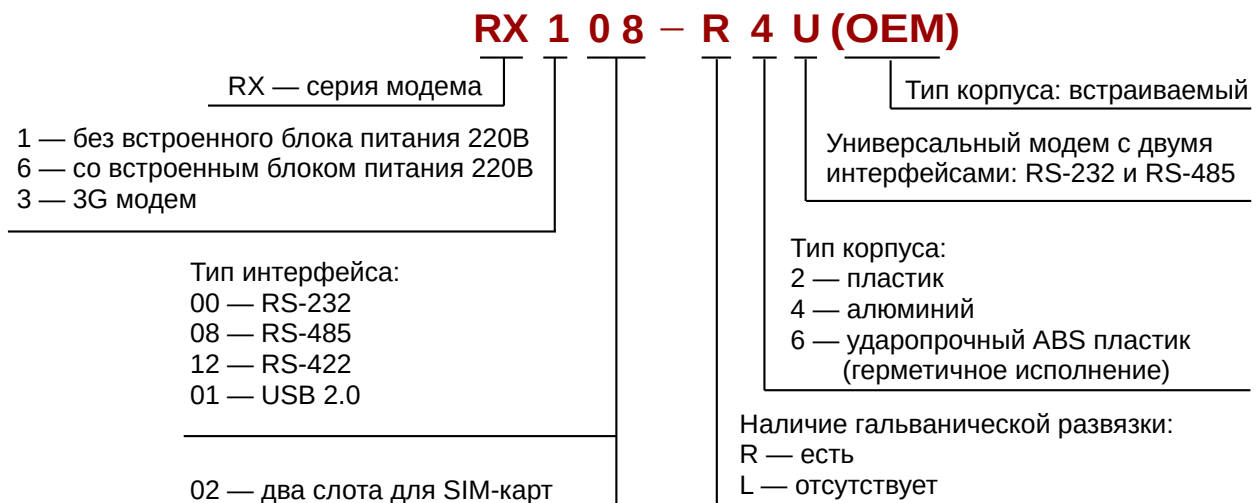 RX 1 0 8 – R 4 U (OEM)
RX — серия модема
Тип корпуса: встраиваемый
1 — без встроенного блока питания 220В
6 — со встроенным блоком питания 220В
3 — 3G модем
Универсальный модем с двумя
интерфейсами: RS-232 и RS-485
Тип интерфейса:
00 — RS-232
08 — RS-485
12 — RS-422
01 — USB 2.0
Тип корпуса:
2 — пластик
4 — алюминий
6 — ударопрочный ABS пластик
(герметичное исполнение)
02 — два слота для SIM-карт
Наличие гальванической развязки:
R — есть
L — отсутствует